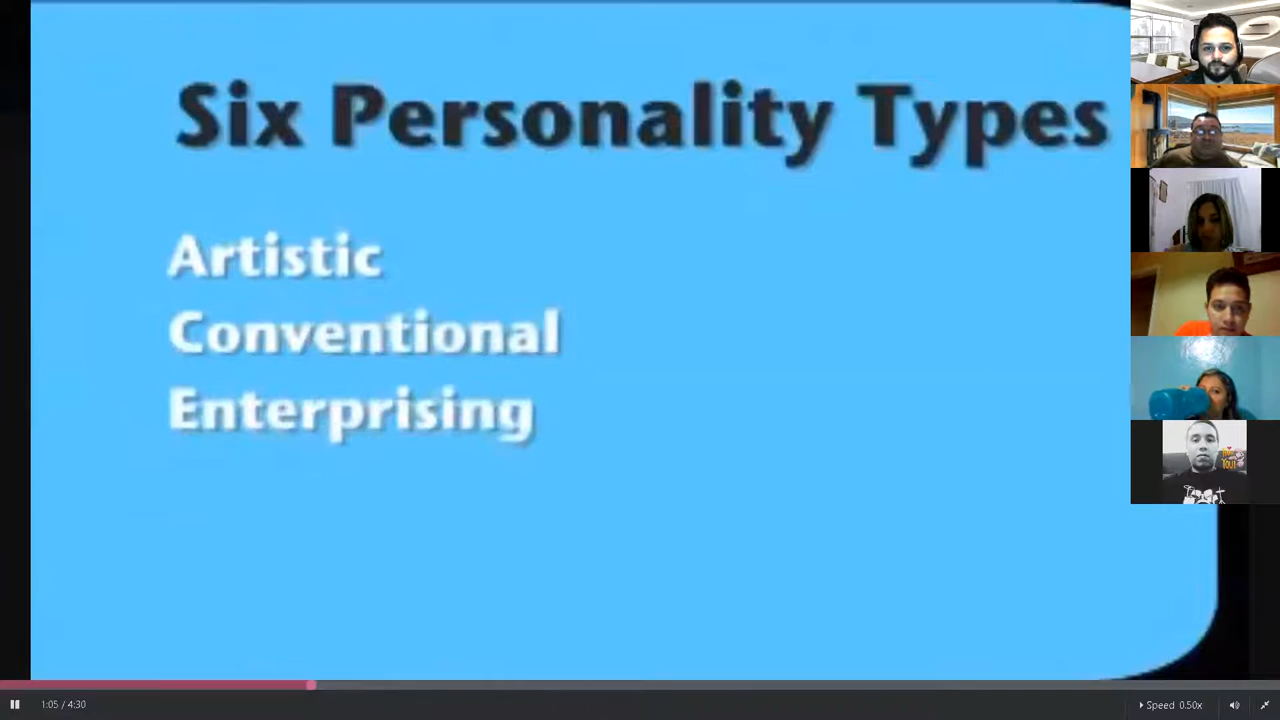 Six Personality Types
Artistic
Conventional
Enterprising
1:05 / 4:30
Speed 0.50x